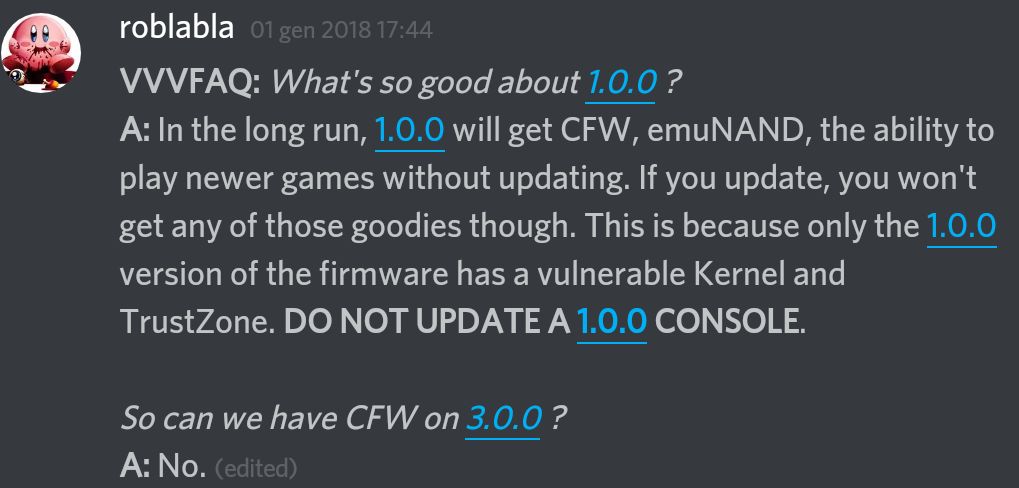 roblabla 01 gen 2018 17:44
VVVFAQ: What's so good about 1.0.0 ?
A: In the long run, 1.0.0 will get CFW, emuNAND, the ability to
play newer games without updating. If you update, you won't
get any of those goodies though. This is because only the 1.0.0
version of the firmware has a vulnerable Kernel and
TrustZone. DO NOT UPDATE A 1.0.0 CONSOLE.
So can we have CFW on 3.0.0 ?
A: No. (edited)